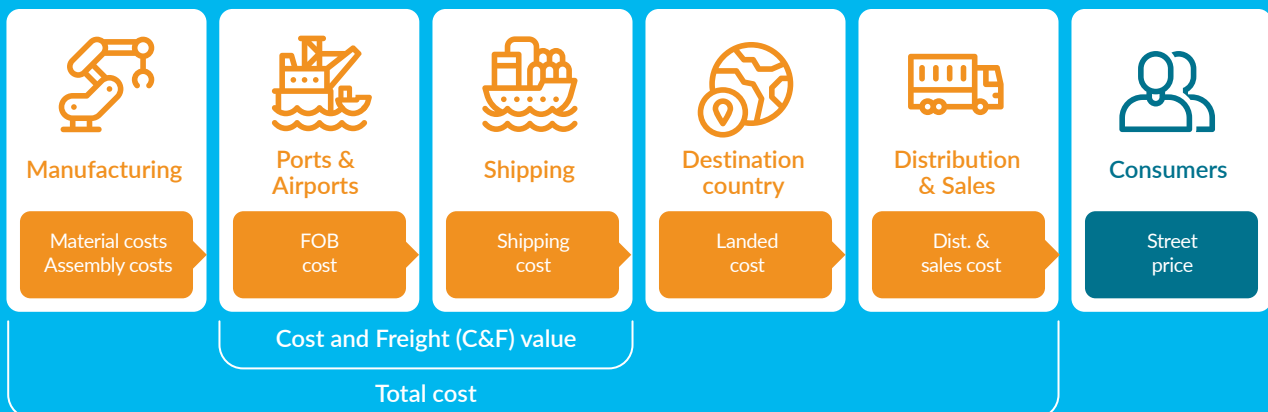 Manufacturing
Material costs
Assembly costs
Ports &
Airports
FOB
cost
Shipping
Shipping
cost
Destination
country
Landed
cost
Distribution
& Sales
Dist. &
sales cost
Consumers
Street
price
Cost and Freight (C&F) value
Total cost